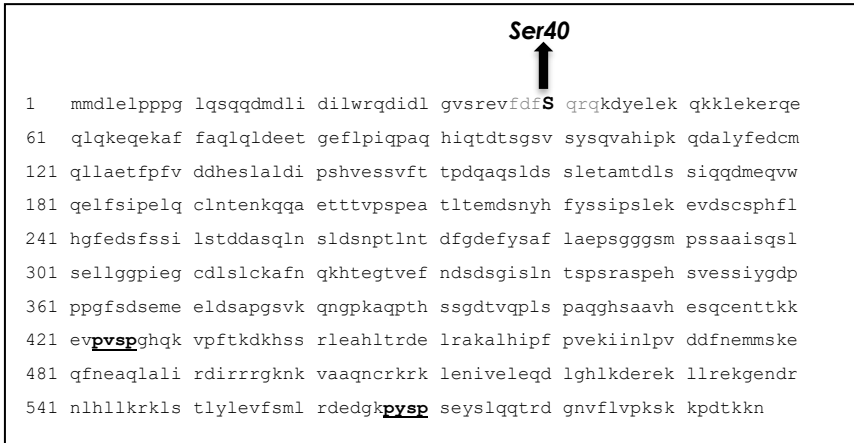 Ser40
1 mmdlelpppg lqsqqdmdli dilwrqdidl gvsrevfdfS qrqkdyelek qkklekerqe
61 qlqkeqekaf faqlqldeet geflpiqpaq hiqtdtsgsv sysqvahipk qdalyfedcm
121 qllaetfpfv ddheslaldi pshvessvft tpdqaqslds sletamtdls siqqdmeqvw
181 qelfsipelq clntenkqqa etttvpspea tltemdsnyh fyssipslek evdscsphfl
241 hgfedsfssi lstddasqln sldsnptlnt dfgdefysaf laepsgggsm pssaaisqsl
301 sellggpieg cdlslckafn qkhtegtvef ndsdsgisln tspsraspeh svessiygdp
361 ppgfsdseme eldsapgsvk qngpkaqpth ssgdtvqpls paqghsaavh esqcenttkk
421 evpvspghqk vpftkdkhss rleahltrde lrakalhipf pvekiinlpv ddfnemmske
481 qfneaqlali rdirrrgknk vaaqncrkrk leniveleqd lghlkderek llrekgendr
541 nlhllkrkls tlylevfsml rdedgkpysp seyslqqtrd gnvflvpksk kpdtkkn